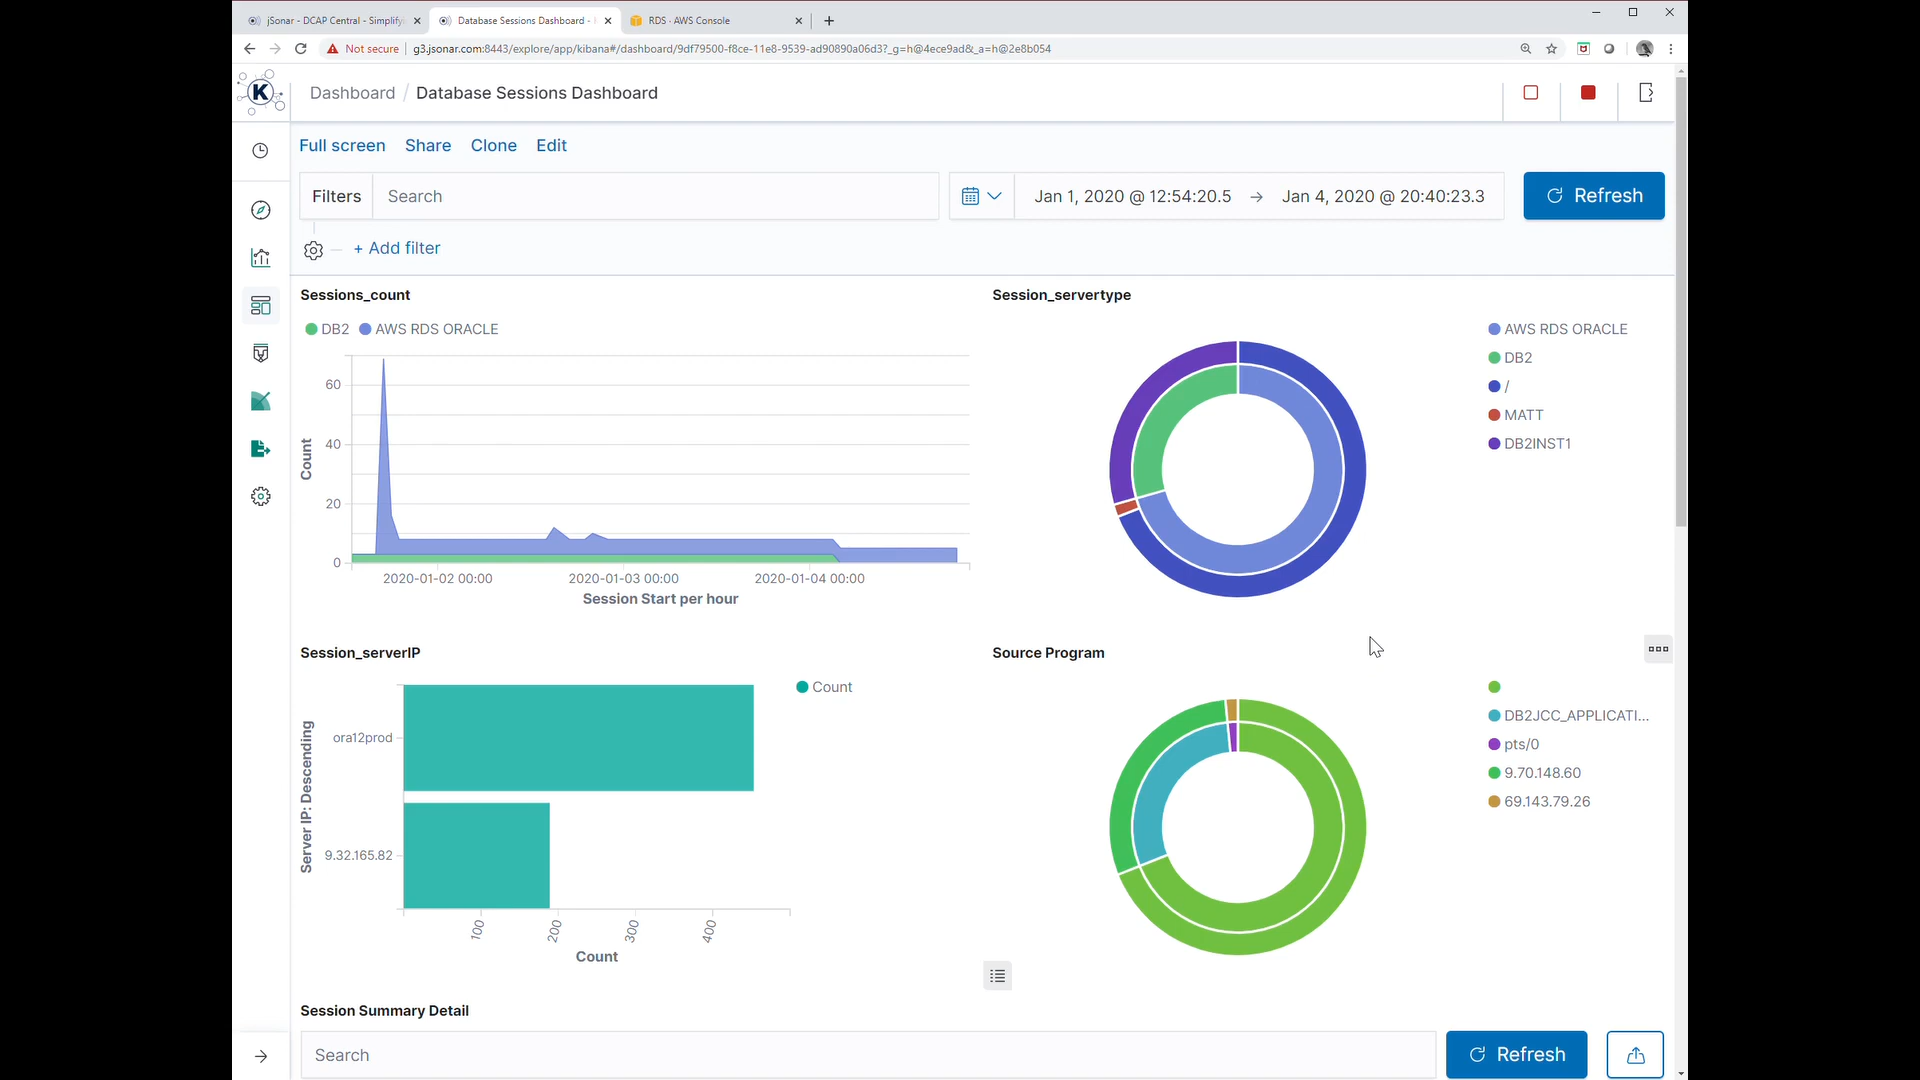 jSonar - DCAP Central - Simplify
Database Sessions Dashboard -
RDS · AWS Console
Not secure
g3.jsonar.com:8443/explore/app/kibana#/dashboard/9df79500-f8ce-11e8-9539-ad90890a06d3?_g=h@4ece9ad&_a=h@2e8b054
K
Dashboard / Database Sessions Dashboard
Full screen Share Clone Edit
Filters Search
Jan 1, 2020 @ 12:54:20.5 → Jan 4, 2020 @ 20:40:23.3
Refresh
+ Add filter
Sessions_count
DB2 AWS RDS ORACLE
Count
60
40
20
0
2020-01-02 00:00 2020-01-03 00:00 2020-01-04 00:00
Session Start per hour
Session_servertype
AWS RDS ORACLE
DB2
/
MATT
DB2INST1
Session_serverIP
Count
Server IP: Descending
ora12prod
9.32.165.82
100 200 300 400
Count
Source Program
DB2JCC_APPLICATI...
pts/0
9.70.148.60
69.143.79.26
Session Summary Detail
Search
Refresh